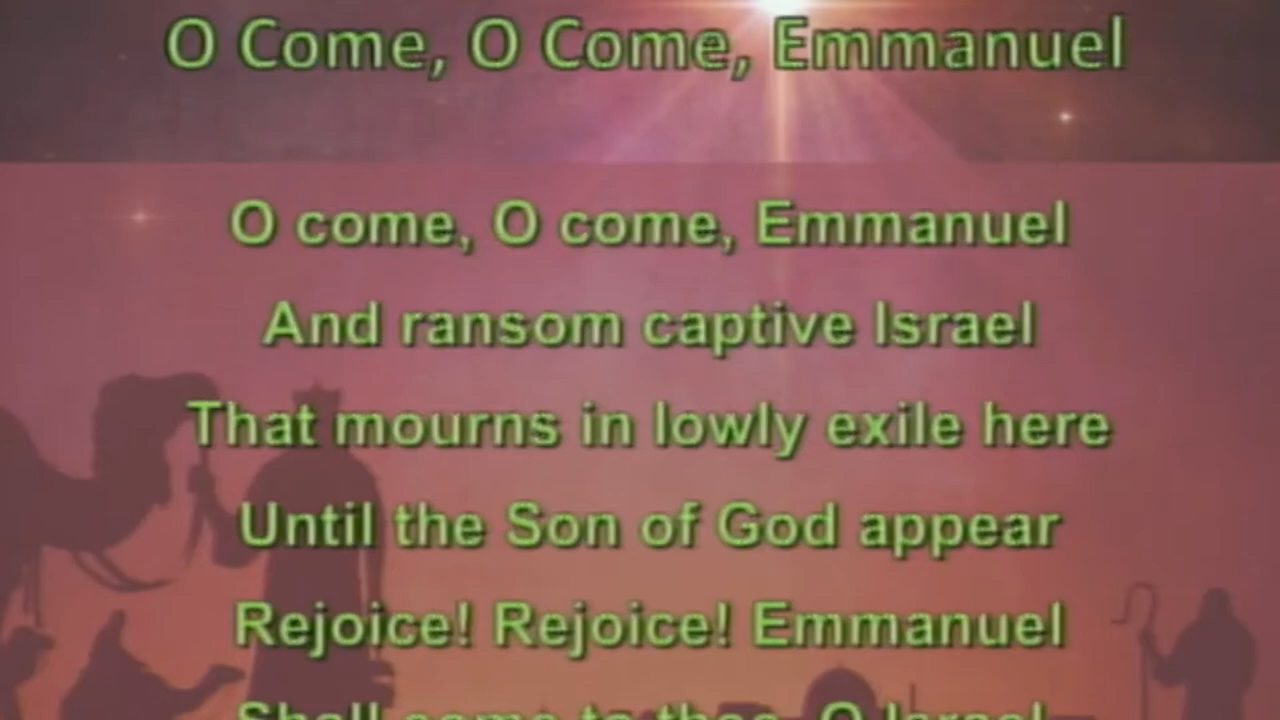 O Come, O Come, Emmanuel
O come, O come, Emmanuel
And ransom captive Israel
That mourns in lowly exile here
Until the Son of God appear
Rejoice! Rejoice! Emmanuel
Shall come to thee, O Israel